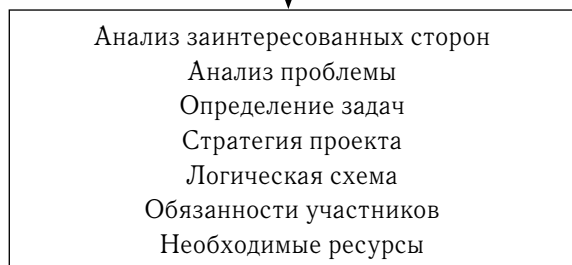 Анализ заинтересованных сторон
Анализ проблемы
Определение задач
Стратегия проекта
Логическая схема
Обязанности участников
Необходимые ресурсы